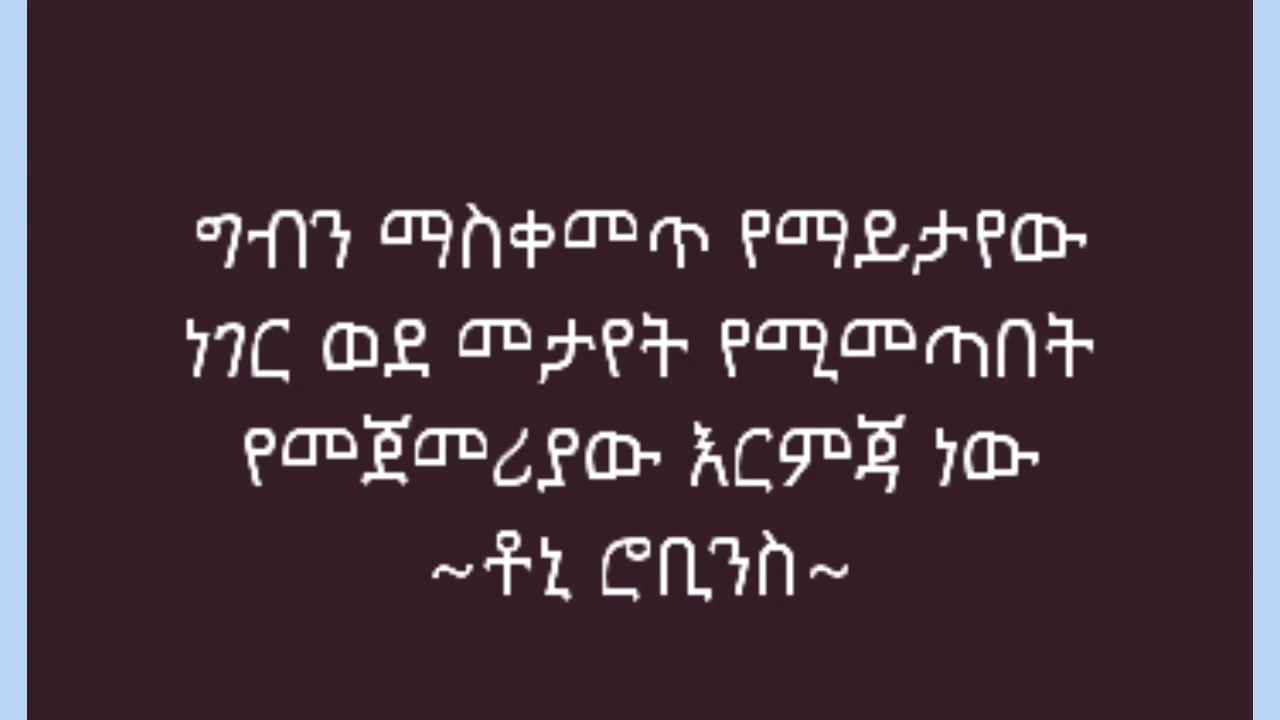 ግብን ማስቀመጥ የማይታየው
ነገር ወደ መታየት የሚመጣበት
የመጀመሪያው እርምጃ ነው
~ቶኒ ሮቢንስ~